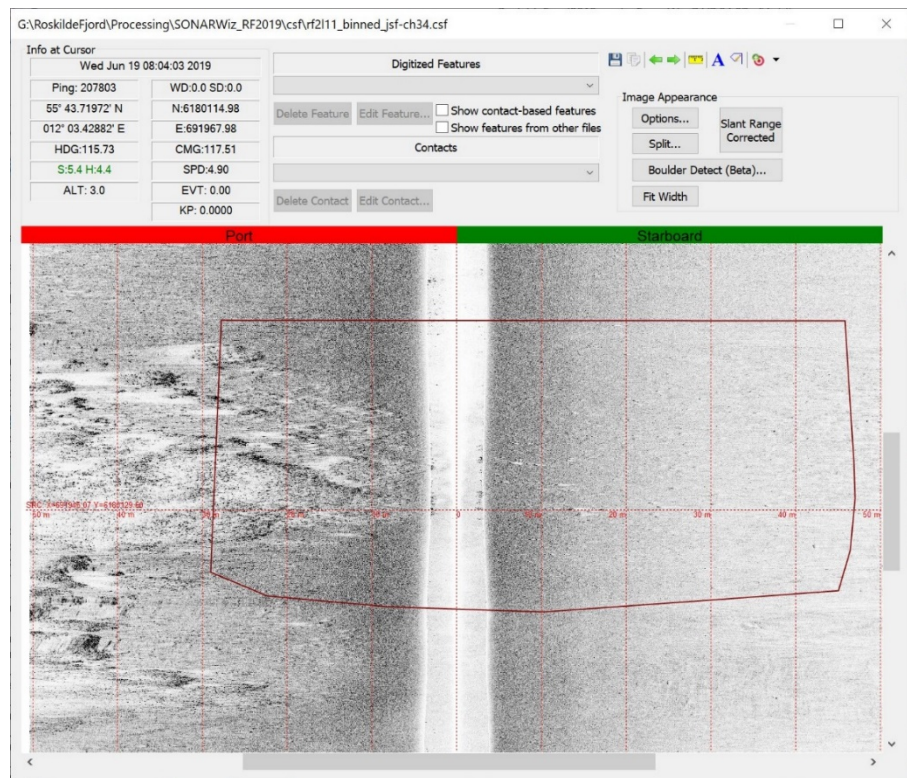 G:\RoskildeFjord\Processing\SONARWiz_RF2019\csf\rf2l11_binned_jsf-ch34.csf
Info at Cursor
Wed Jun 19 08:04:03 2019
Ping: 207803 WD:0.0 SD:0.0
55° 43.71972' N N:6180114.98
012° 03.42882' E E:691967.98
HDG:115.73 CMG:117.51
S:5.4 H:4.4 SPD:4.90
ALT: 3.0 EVT: 0.00
KP: 0.0000
Digitized Features
Delete Feature Edit Feature... Show contact-based features
Show features from other files
Contacts
Delete Contact Edit Contact...
A
Image Appearance
Options... Slant Range Corrected
Split...
Boulder Detect (Beta)...
Fit Width
Port Starboard
50 m 40 m 0 10 m 20 m 30 m 40 m 50 m